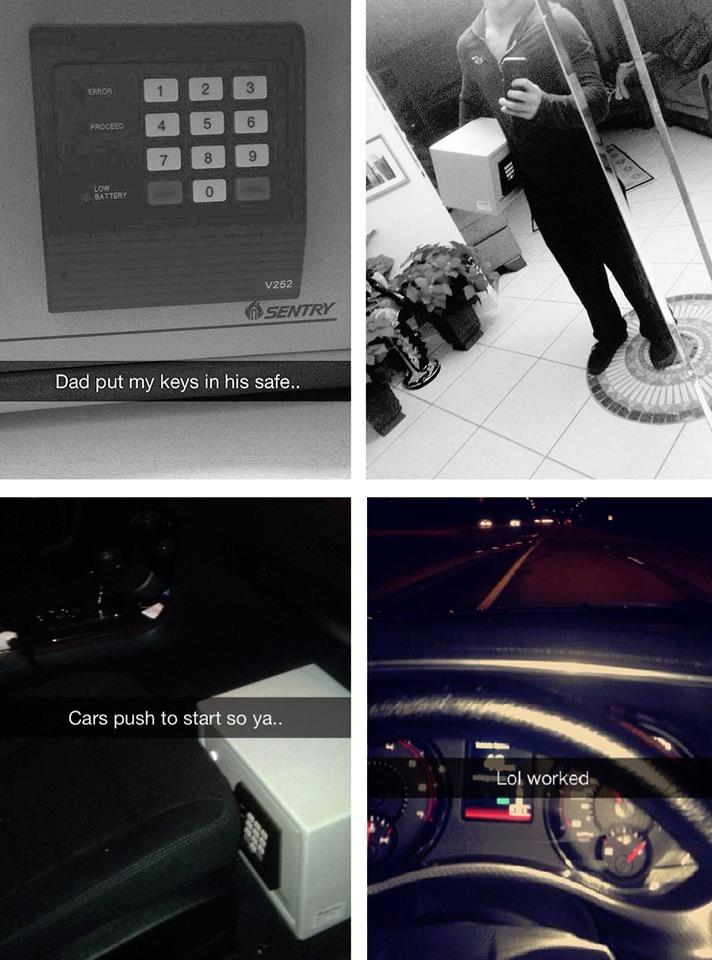 ERROR
1 2 3
PROCEED
4 5 6
7 8 9
LOW
BATTERY
0
V252
SENTRY
Dad put my keys in his safe..
Cars push to start so ya..
Lol worked